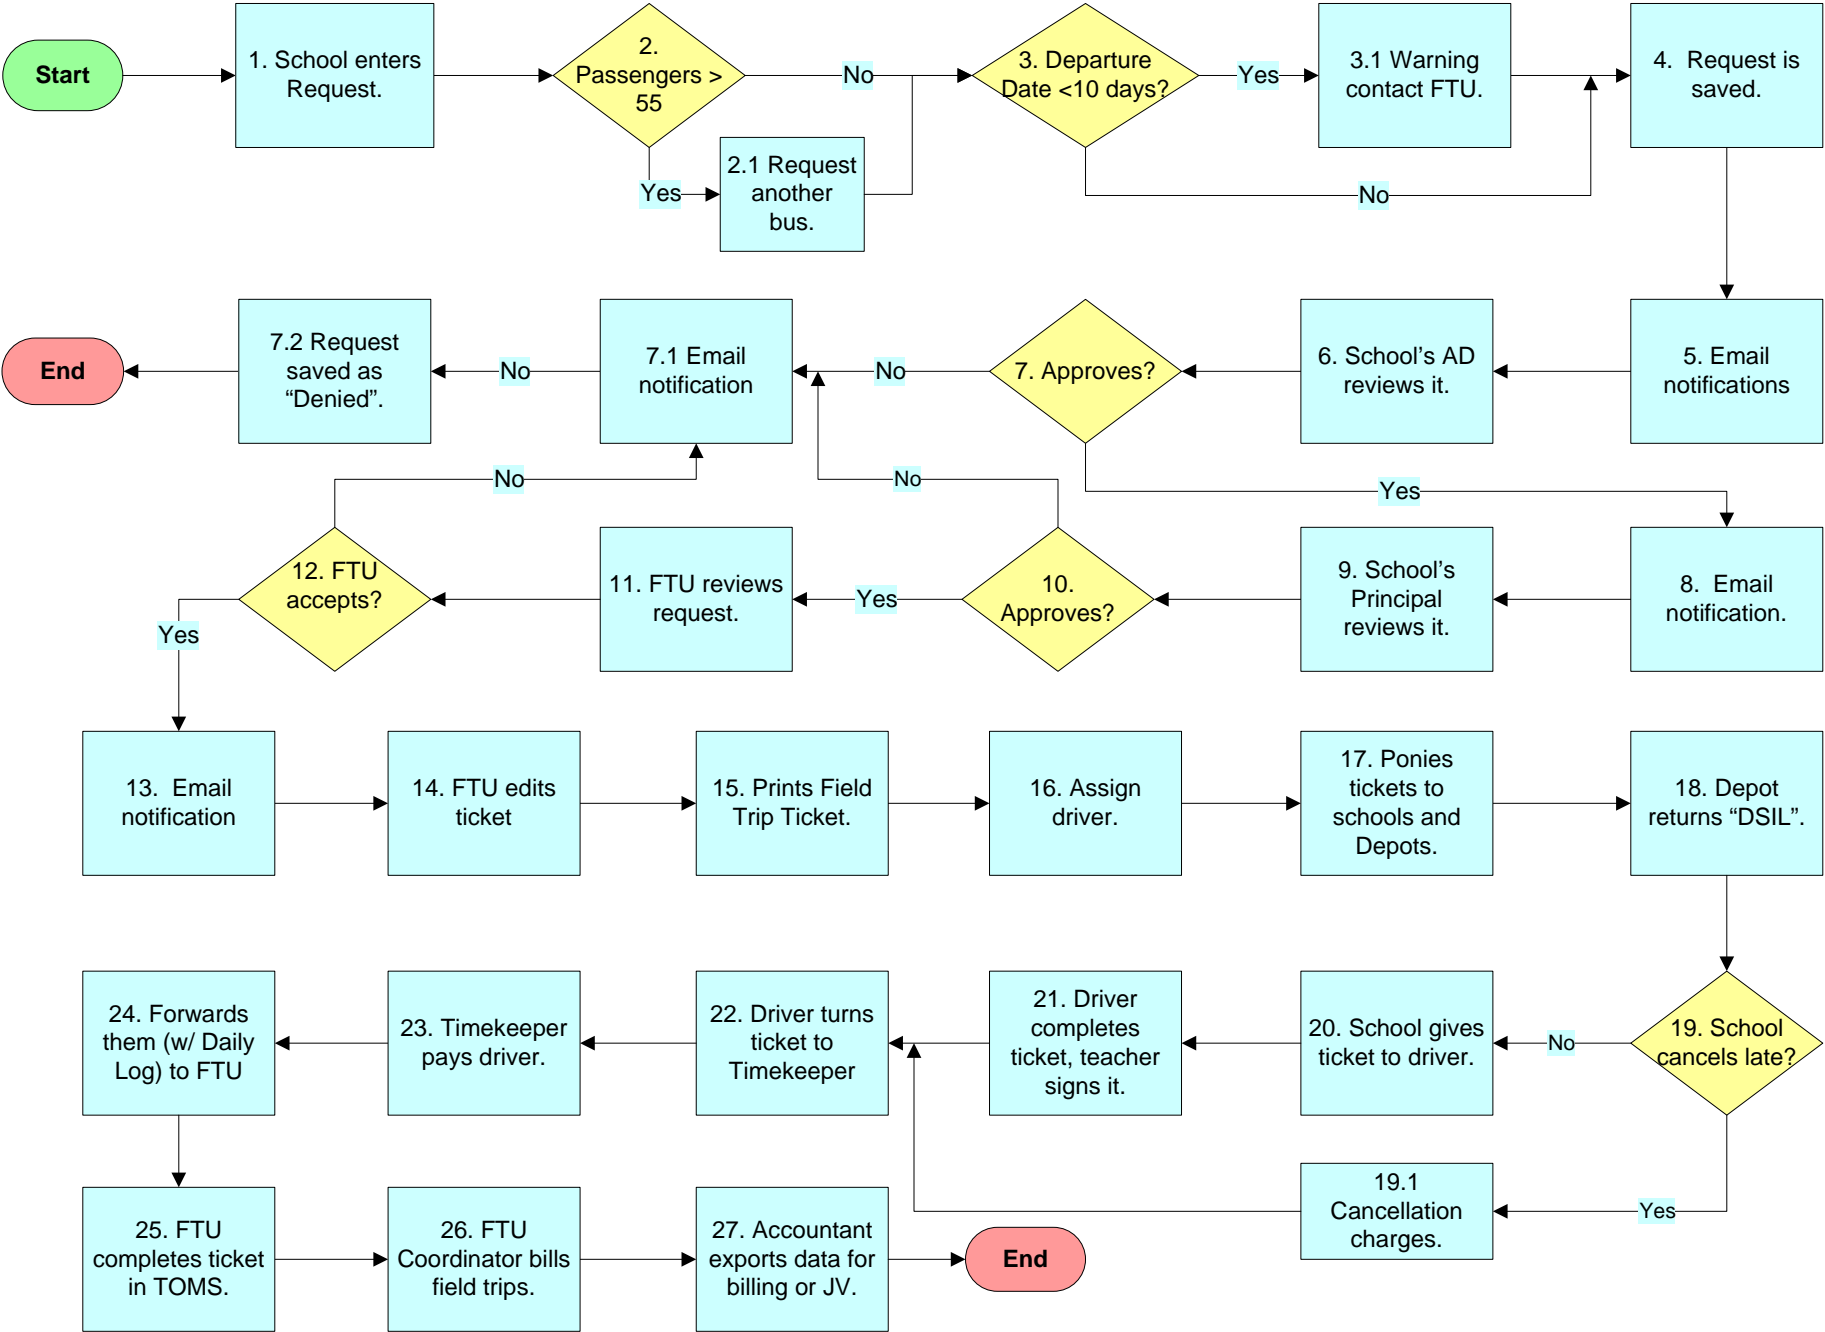 Start
1. School enters
Request.
2.
Passengers >
55
No
Yes
2.1 Request
another
bus.
3. Departure
Date <10 days?
Yes
No
3.1 Warning
contact FTU.
4.  Request is
saved.
End
7.2 Request
saved as
“Denied”.
No
7.1 Email
notification
No
7. Approves?
Yes
6. School’s AD
reviews it.
5. Email
notifications
No
No
12. FTU
accepts?
Yes
11. FTU reviews
request.
Yes
10.
Approves?
9. School’s
Principal
reviews it.
8.  Email
notification.
13.  Email
notification
14. FTU edits
ticket
15. Prints Field
Trip Ticket.
16. Assign
driver.
17. Ponies
tickets to
schools and
Depots.
18. Depot
returns “DSIL”.
24. Forwards
them (w/ Daily
Log) to FTU
23. Timekeeper
pays driver.
22. Driver turns
ticket to
Timekeeper
21. Driver
completes
ticket, teacher
signs it.
20. School gives
ticket to driver.
No
19. School
cancels late?
Yes
19.1
Cancellation
charges.
25. FTU
completes ticket
in TOMS.
26. FTU
Coordinator bills
field trips.
27. Accountant
exports data for
billing or JV.
End